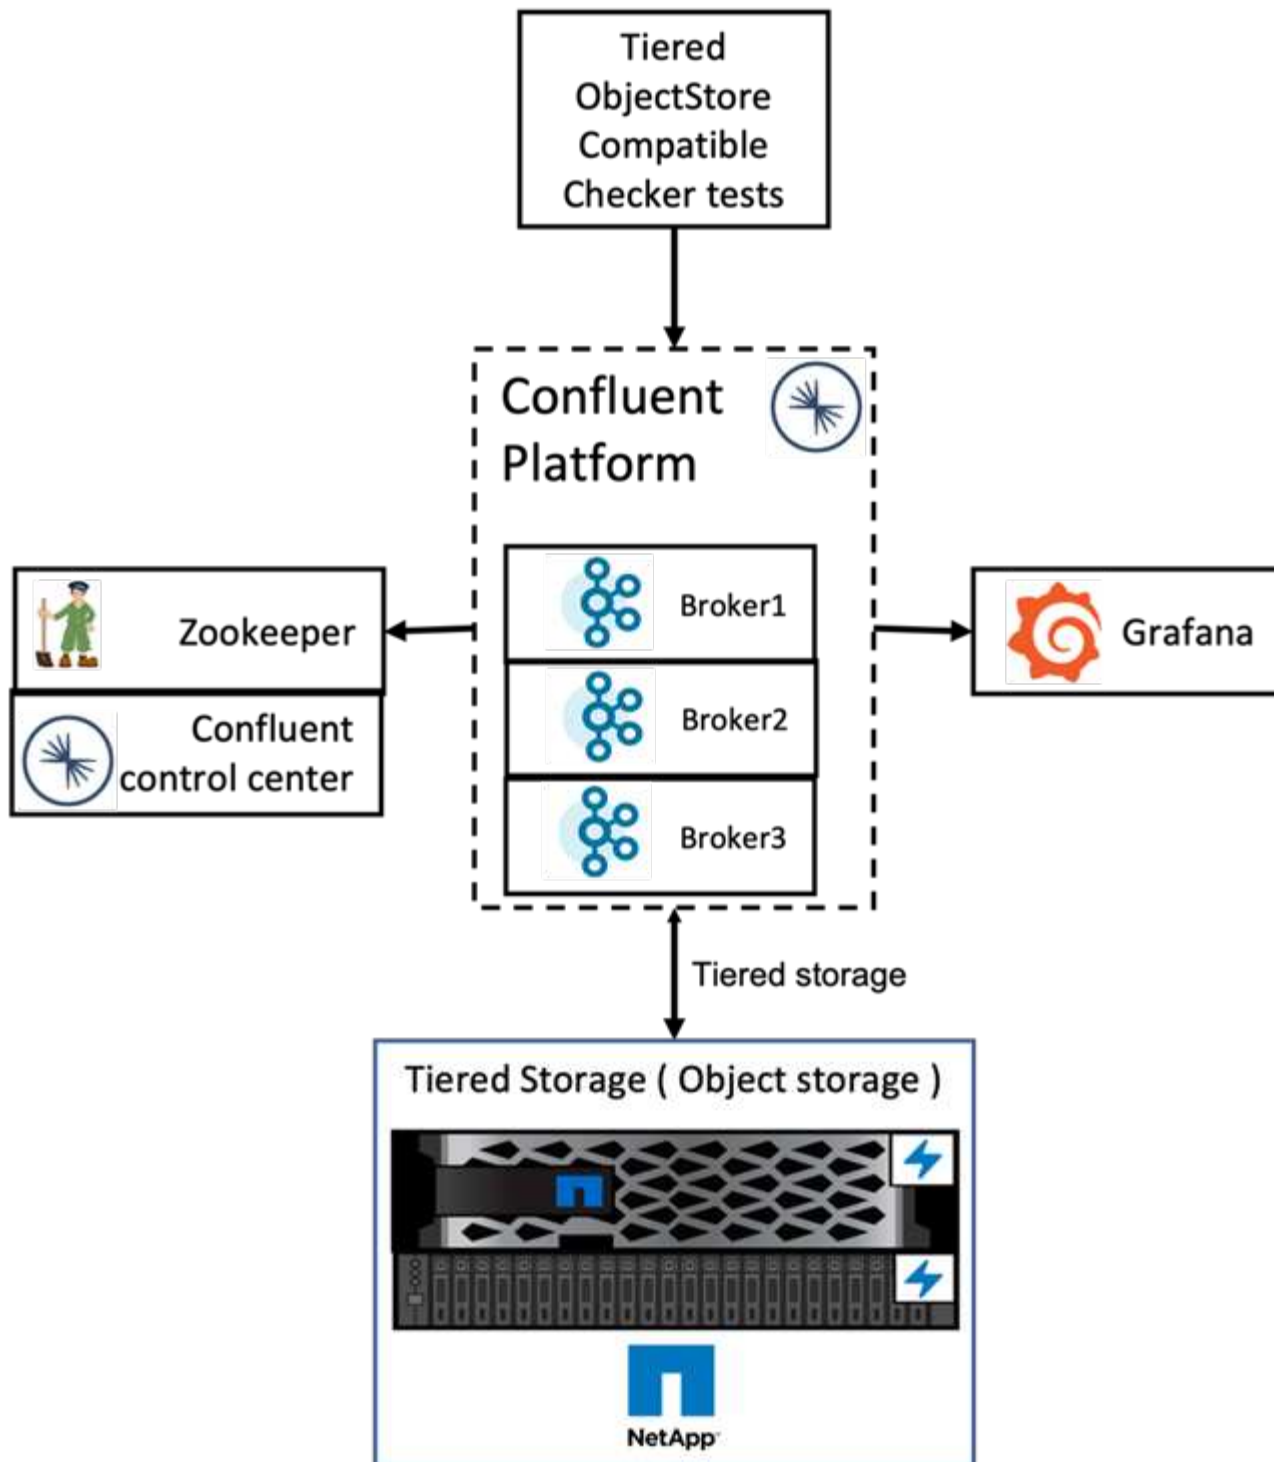 Tiered
ObjectStore
Compatible
Checker tests
Confluent
Platform
Zookeeper
Confluent
control center
Broker1
Broker2
Broker3
Grafana
Tiered storage
Tiered Storage ( Object storage )
NetApp